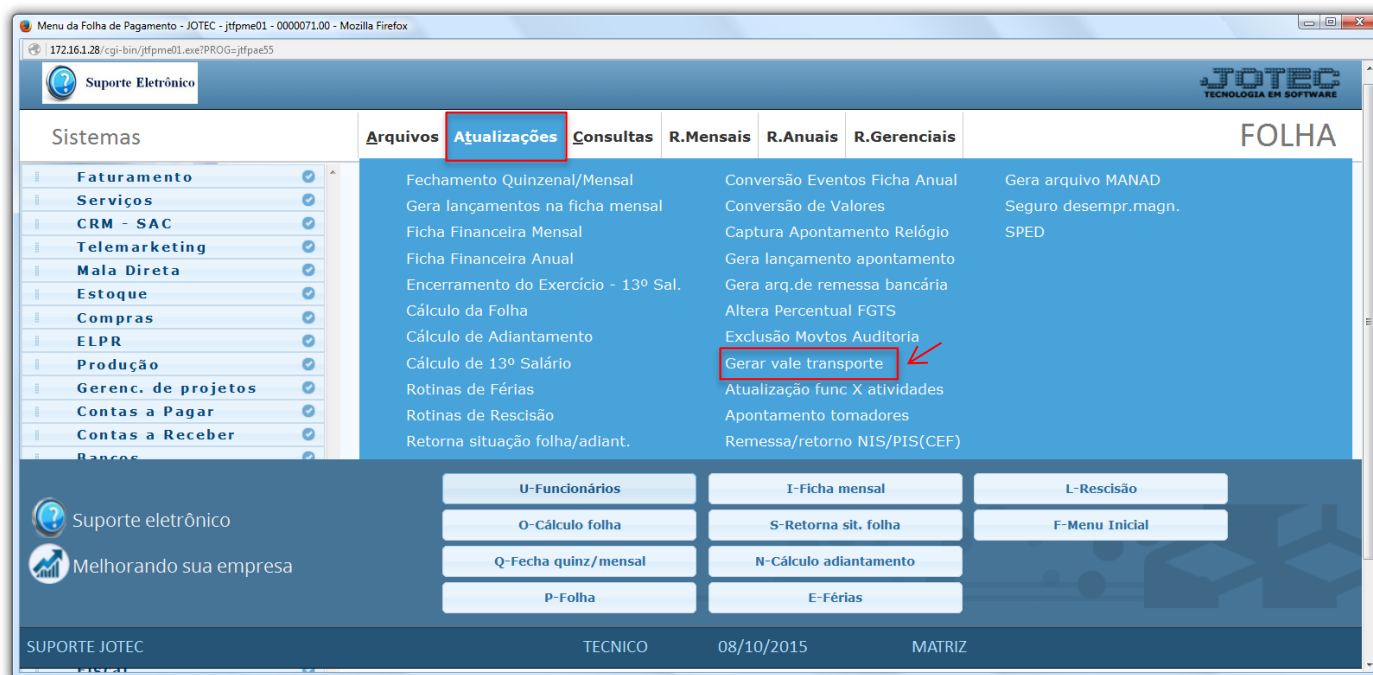 Menu da Folha de Pagamento - JOTEC - jtfpme01 - 0000071.00 - Mozilla Firefox
172.16.1.28/cgi-bin/jtfpme01.exe?PROG=jtfpae55
Suporte Eletrônico
JOTEC
TECNOLOGIA EM SOFTWARE
Sistemas
Arquivos Atualizações Consultas R.Mensais R.Anuais R.Gerenciais
FOLHA
Faturamento
Serviços
CRM - SAC
Telemarketing
Mala Direta
Estoque
Compras
ELPR
Produção
Gerenc. de projetos
Contas a Pagar
Contas a Receber
Bancos
Fechamento Quinzenal/Mensal
Gera lançamentos na ficha mensal
Ficha Financeira Mensal
Ficha Financeira Anual
Encerramento do Exercício - 13º Sal.
Cálculo da Folha
Cálculo de Adiantamento
Cálculo de 13º Salário
Rotinas de Férias
Rotinas de Rescisão
Retorna situação folha/adiant.
Conversão Eventos Ficha Anual
Conversão de Valores
Captura Apontamento Relógio
Gera lançamento apontamento
Gera arq.de remessa bancária
Altera Percentual FGTS
Exclusão Movtos Auditoria
Gerar vale transporte
Atualização func X atividades
Apontamento tomadores
Remessa/retorno NIS/PIS(CEF)
Gera arquivo MANAD
Seguro desempr.magn.
SPED
Suporte eletrônico
Melhorando sua empresa
U-Funcionários
I-Ficha mensal
L-Rescisão
O-Cálculo folha
S-Retorna sit. folha
F-Menu Inicial
Q-Fecha quinz/mensal
N-Cálculo adiantamento
P-Folha
E-Férias
SUPORTE JOTEC TECNICO 08/10/2015 MATRIZ
Fiscal